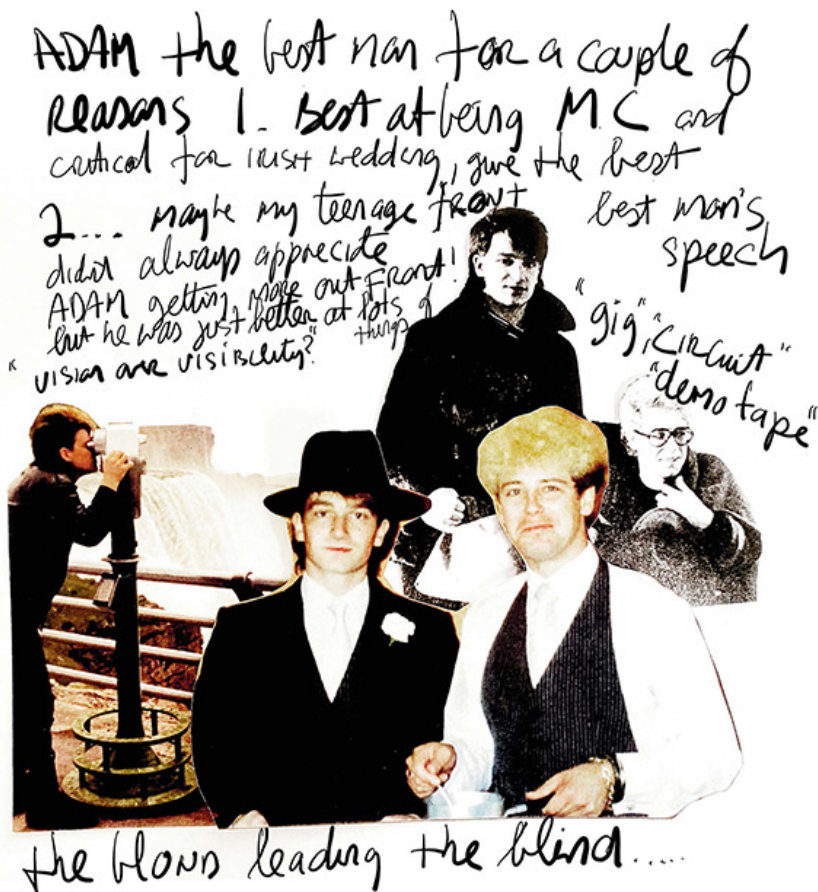 ADAM the best man for a couple of
reasons 1. Best at being M.C and
critical for IRISH wedding, give the best
best man's
speech
2... maybe my teenage FRONT
didn't always apprecite
ADAM getting more out FRONT!
but he was just better at lots of
things
"VISION over VISIBILITY?"
"gig", "circuit"
"demo tape"
the blond leading the blind.....